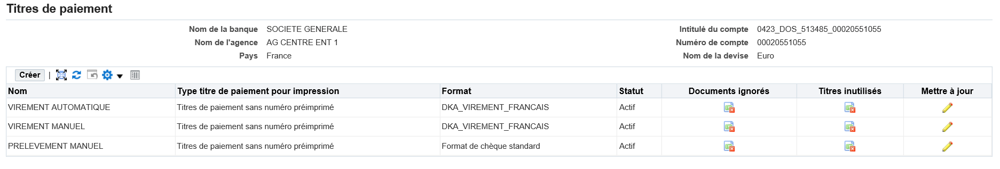 Titres de paiement
Nom de la banque SOCIETE GENERALE Intitulé du compte 0423_DOS_513485_00020551055
Nom de l'agence AG CENTRE ENT 1 Numéro de compte 00020551055
Pays France Nom de la devise Euro
Créer |
Nom Type titre de paiement pour impression Format Statut Documents ignorés Titres inutilisés Mettre à jour
VIREMENT AUTOMATIQUE Titres de paiement sans numéro préimprimé DKA_VIREMENT_FRANCAIS Actif
VIREMENT MANUEL Titres de paiement sans numéro préimprimé DKA_VIREMENT_FRANCAIS Actif
PRELEVEMENT MANUEL Titres de paiement sans numéro préimprimé Format de chèque standard Actif